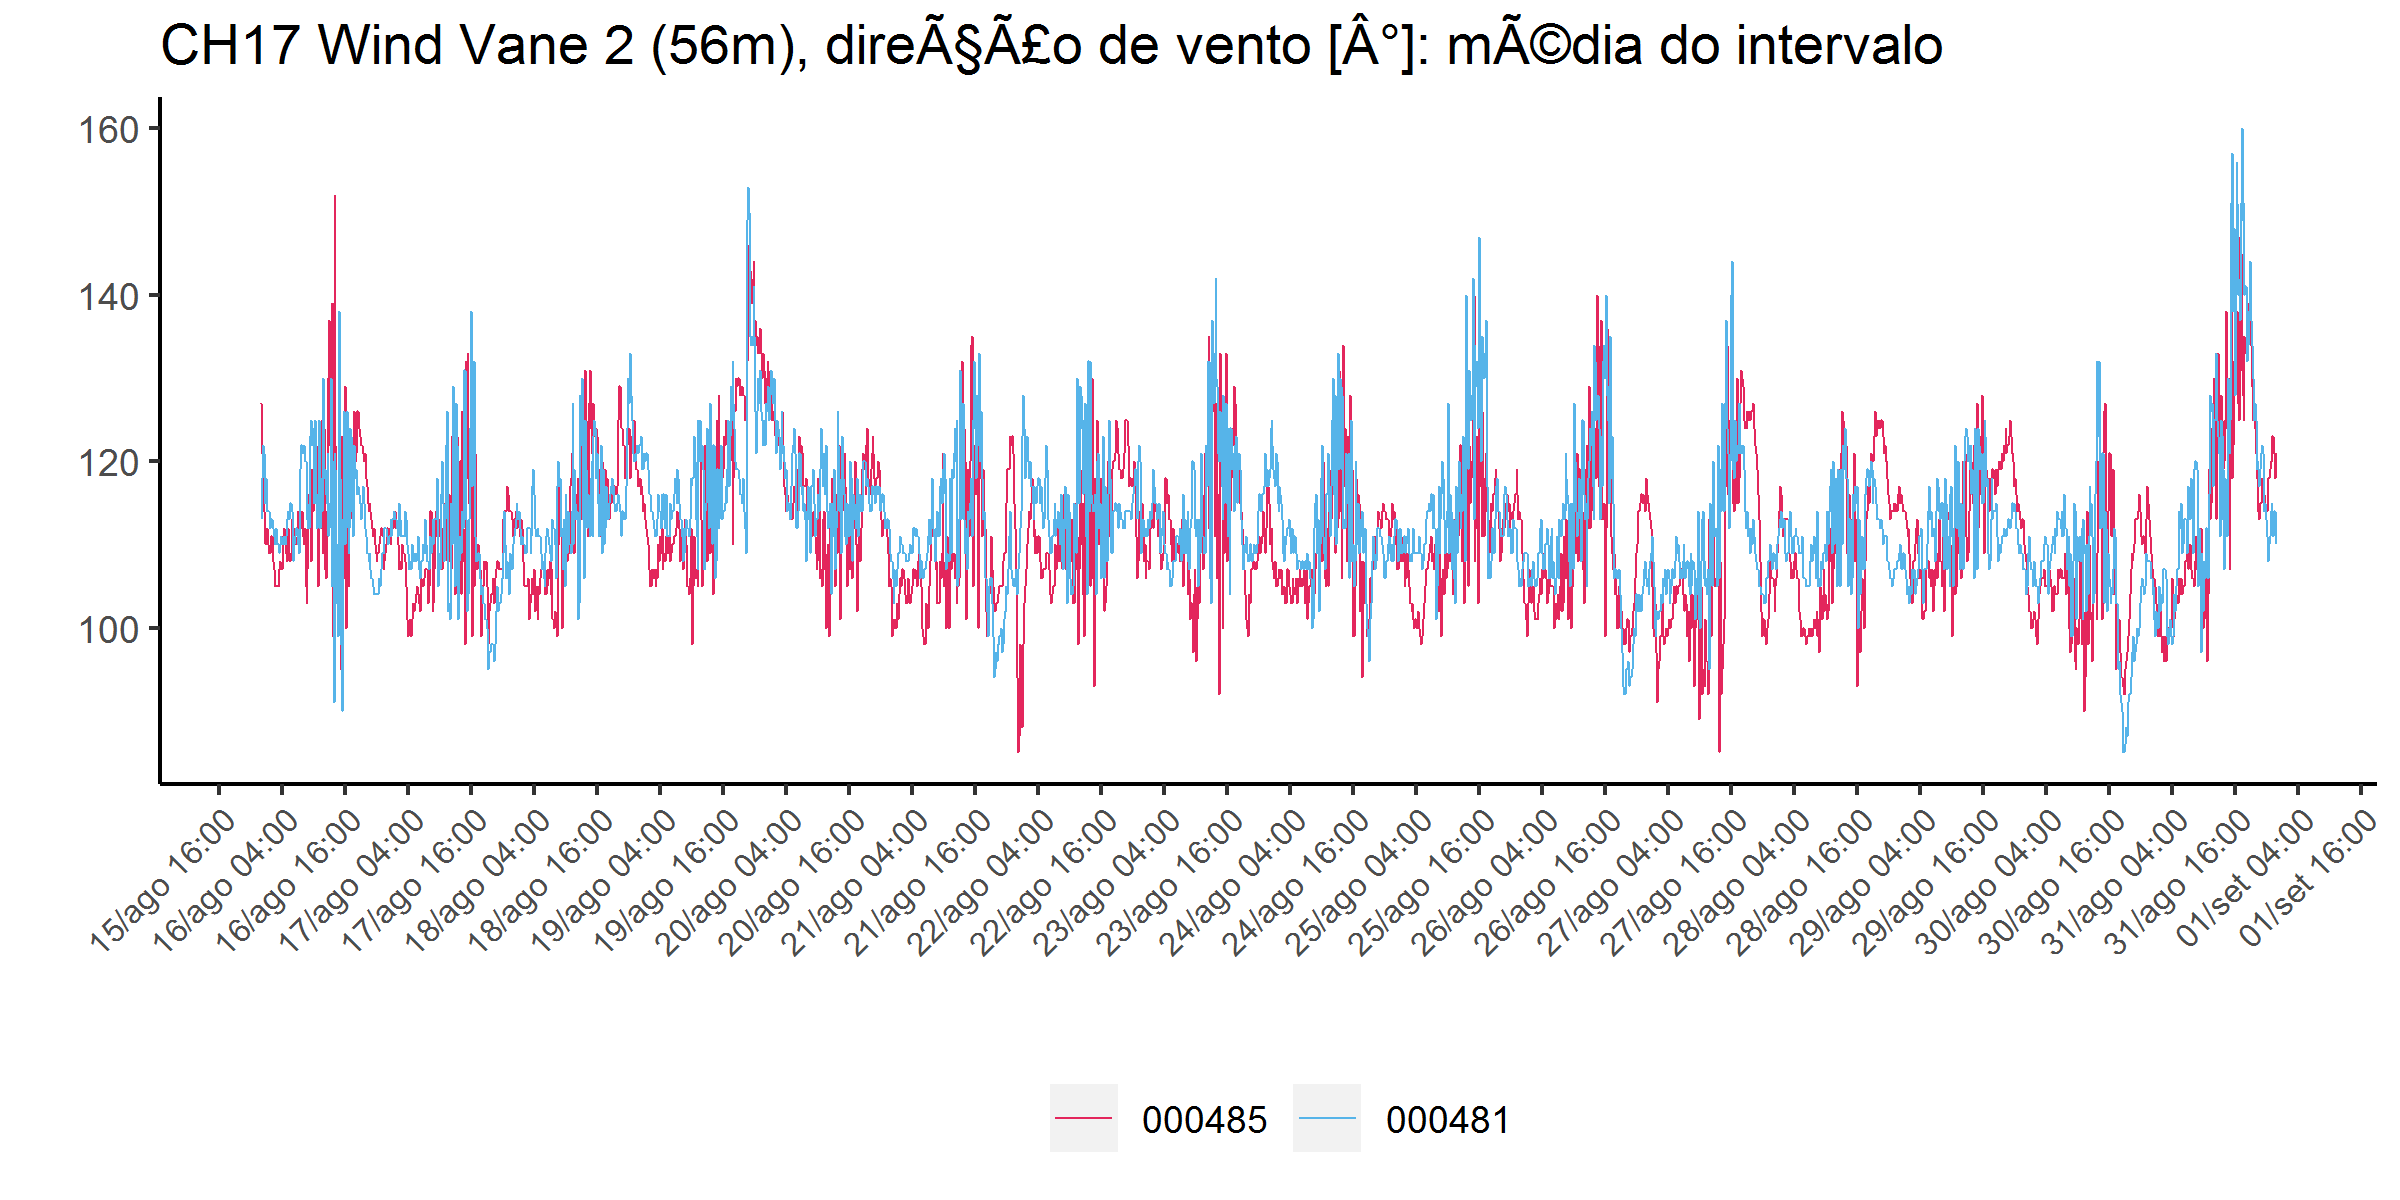 CH17 Wind Vane 2 (56m), direÃ§Ã£o de vento [Â°]: mÃ©dia do intervalo
160
140
120
100
15/ago 16:00
16/ago 04:00
16/ago 16:00
17/ago 04:00
17/ago 16:00
18/ago 04:00
18/ago 16:00
19/ago 04:00
19/ago 16:00
20/ago 04:00
20/ago 16:00
21/ago 04:00
21/ago 16:00
22/ago 04:00
22/ago 16:00
23/ago 04:00
23/ago 16:00
24/ago 04:00
24/ago 16:00
25/ago 04:00
25/ago 16:00
26/ago 04:00
26/ago 16:00
27/ago 04:00
27/ago 16:00
28/ago 04:00
28/ago 16:00
29/ago 04:00
29/ago 16:00
30/ago 04:00
30/ago 16:00
31/ago 04:00
31/ago 16:00
01/set 04:00
01/set 16:00
000485
000481